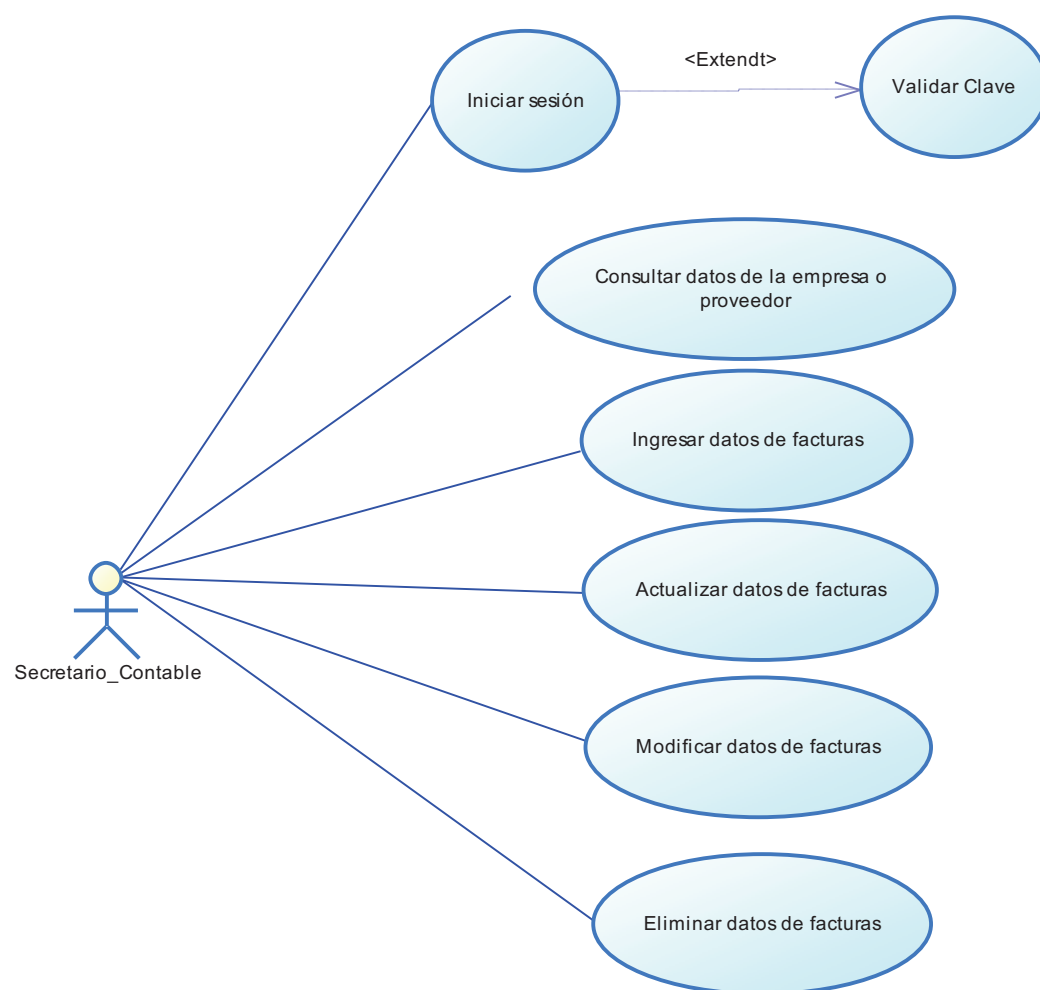 <Extendt>
Iniciar sesión
Validar Clave
Consultar datos de la empresa o
proveedor
Ingresar datos de facturas
Actualizar datos de facturas
Secretario_Contable
Modificar datos de facturas
Eliminar datos de facturas